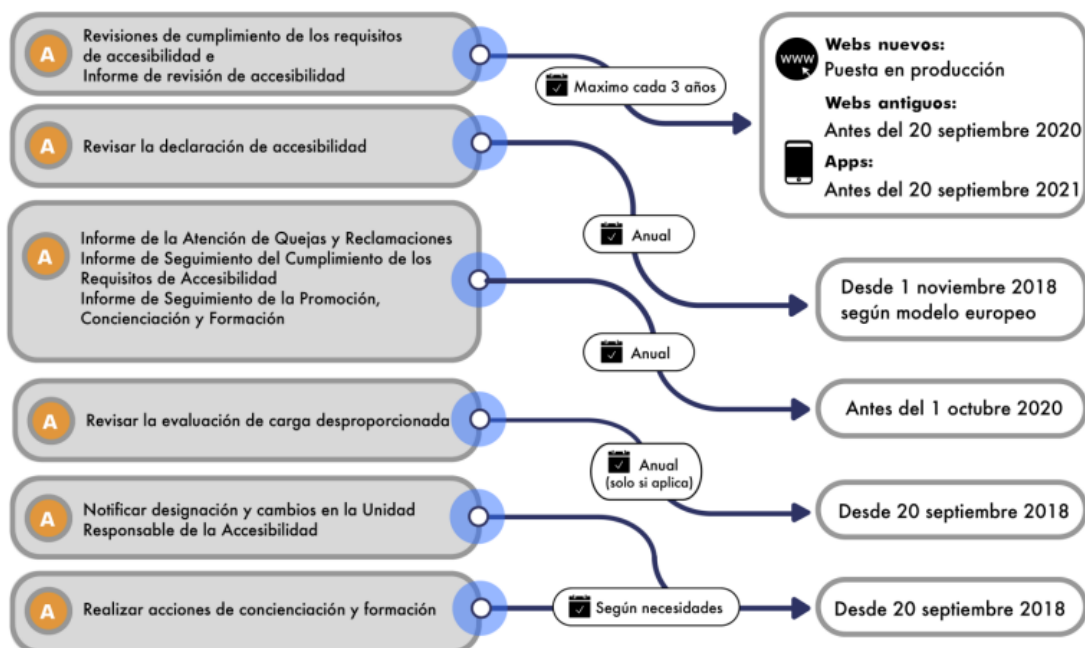 A
Revisiones de cumplimiento de los requisitos
de accesibilidad e
Informe de revisión de accesibilidad
Maximo cada 3 años
www
Webs nuevos:
Puesta en producción
Webs antiguos:
Antes del 20 septiembre 2020
Apps:
Antes del 20 septiembre 2021
A
Revisar la declaración de accesibilidad
Anual
Desde 1 noviembre 2018
según modelo europeo
A
Informe de la Atención de Quejas y Reclamaciones
Informe de Seguimiento del Cumplimiento de los
Requisitos de Accesibilidad
Informe de Seguimiento de la Promoción,
Concienciación y Formación
Anual
Antes del 1 octubre 2020
A
Revisar la evaluación de carga desproporcionada
Anual
(solo si aplica)
Desde 20 septiembre 2018
A
Notificar designación y cambios en la Unidad
Responsable de la Accesibilidad
A
Realizar acciones de concienciación y formación
Según necesidades
Desde 20 septiembre 2018